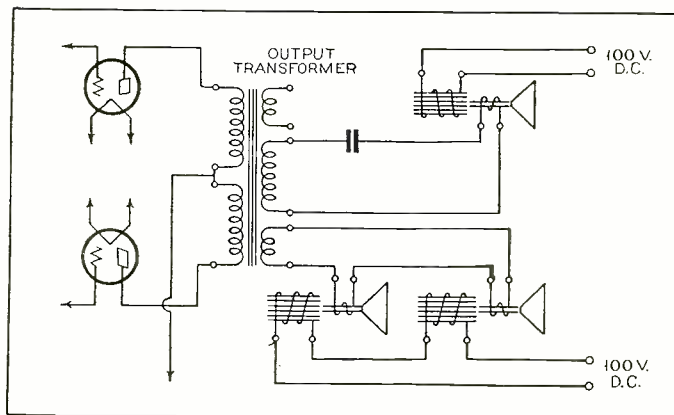 OUTPUT
TRANSFORMER
100 V.
D.C.
100 V.
D.C.